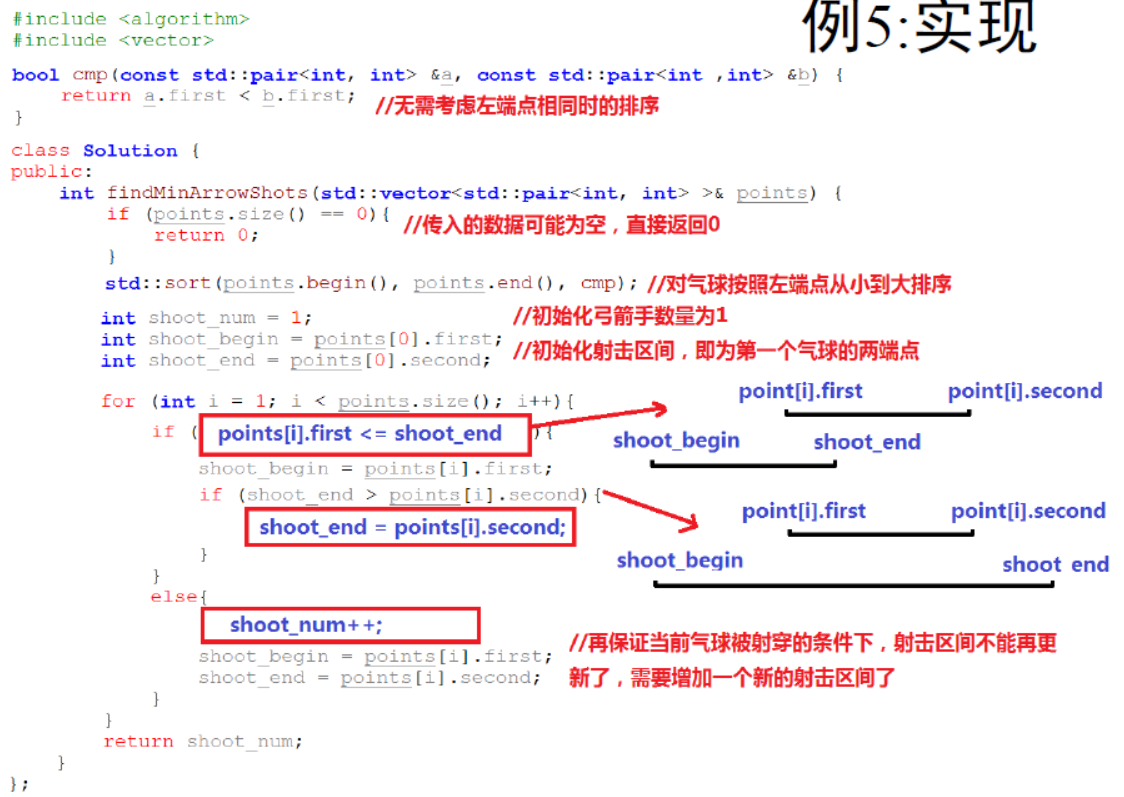 例5:实现
#include <algorithm>
#include <vector>
bool cmp(const std::pair<int, int> &a, const std::pair<int ,int> &b) {
return a.first < b.first; //无需考虑左端点相同时的排序
}
class Solution {
public:
int findMinArrowShots(std::vector<std::pair<int, int> >& points) {
if (points.size() == 0){ //传入的数据可能为空，直接返回0
return 0;
}
std::sort(points.begin(), points.end(), cmp); //对气球按照左端点从小到大排序
int shoot_num = 1; //初始化弓箭手数量为1
int shoot_begin = points[0].first;
int shoot_end = points[0].second; //初始化射击区间，即为第一个气球的两端点
for (int i = 1; i < points.size(); i++){
point[i].first point[i].second
if ( points[i].first <= shoot_end ){
shoot_begin shoot_end
shoot_begin = points[i].first;
if (shoot_end > points[i].second){
point[i].first point[i].second
shoot_end = points[i].second;
}
shoot_begin shoot end
}
else{
shoot_num++;
//再保证当前气球被射穿的条件下，射击区间不能再更
shoot_begin = points[i].first;
shoot_end = points[i].second; 新了，需要增加一个新的射击区间了
}
}
return shoot_num;
}
};